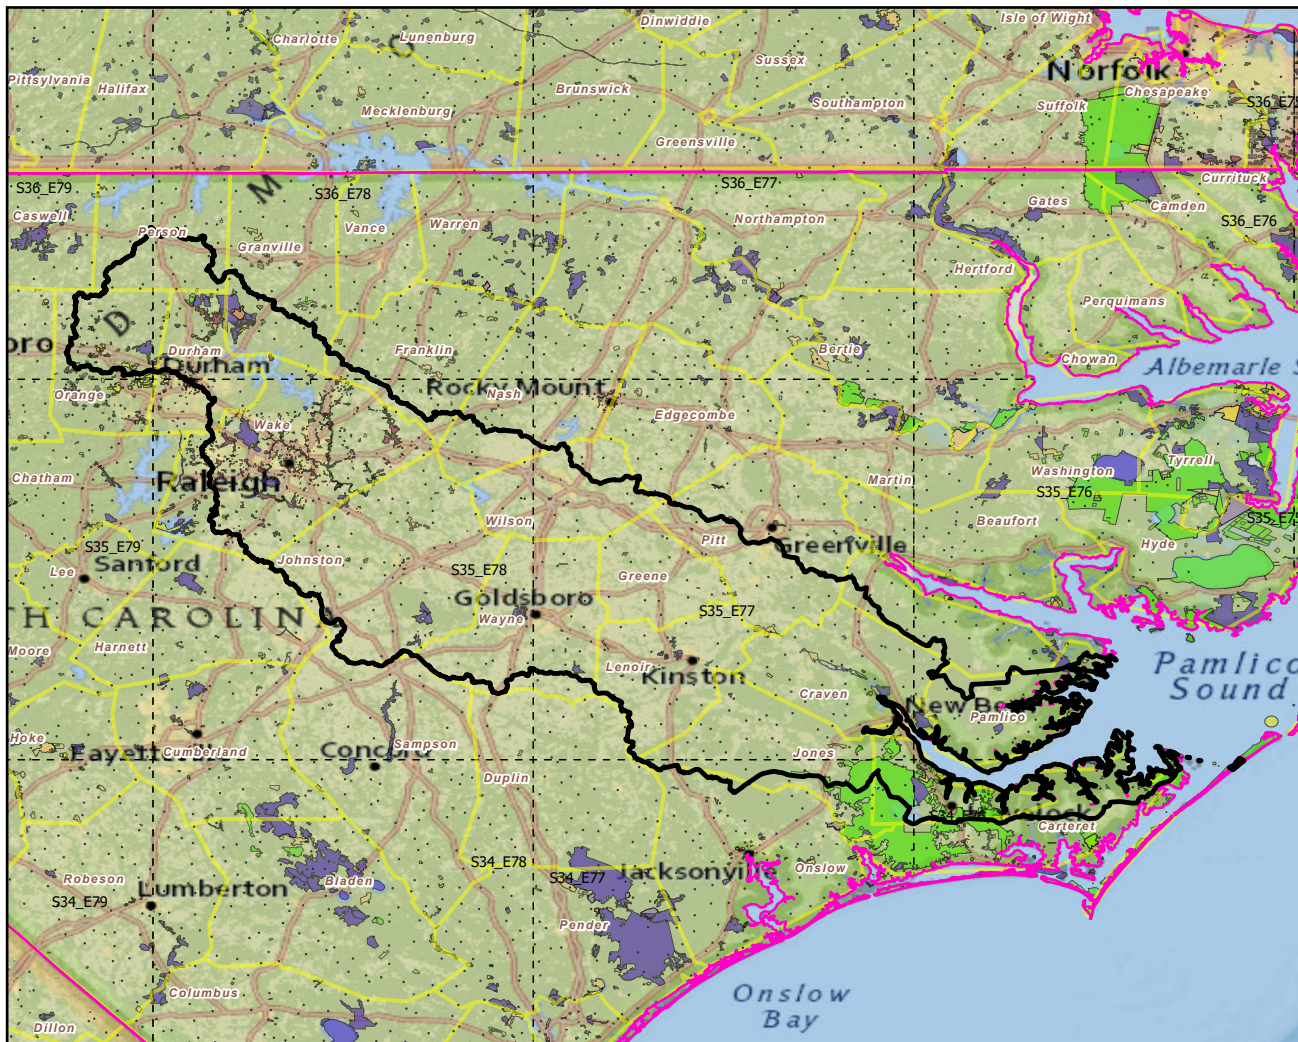 Dinwiddie
Isle of Wight
Charlotte
Lunenburg
Sussex
Norfolk
Pittsylvania
Halifax
Brunswick
Chesapeake
Mecklenburg
Southampton
Suffolk
Greensville
Currituck
S36_E79
S36_E78
S36_E77
M
Caswell
Person
Granville
Vance
Warren
Northampton
Gates
Camden
S36_E76
Hertford
Perquimans
D
Durham
Durham
Franklin
Bertie
Chowan
Albemarle S
Orange
Rocky Mount
Nash
Edgecombe
Wake
Raleigh
Chatham
Martin
Washington
Tyrrell
S35_E76
Wilson
Beaufort
S35_E79
Sanford
Lee
Johnston
S35_E78
Pitt
Greenville
Hyde
Greene
Goldsboro
Wayne
S35_E77
H CAROLINA
Moore
Harnett
Lenoir
Kinston
Craven
Pamlico
Sound
Pamlico
Hoke
Cumberland
Sampson
Jones
Duplin
Carteret
S34_E78
S34_E77
Jacksonville
Onslow
Robeson
Lumberton
Bladen
S34_E79
Pender
Columbus
Onslow
Bay
Dillon